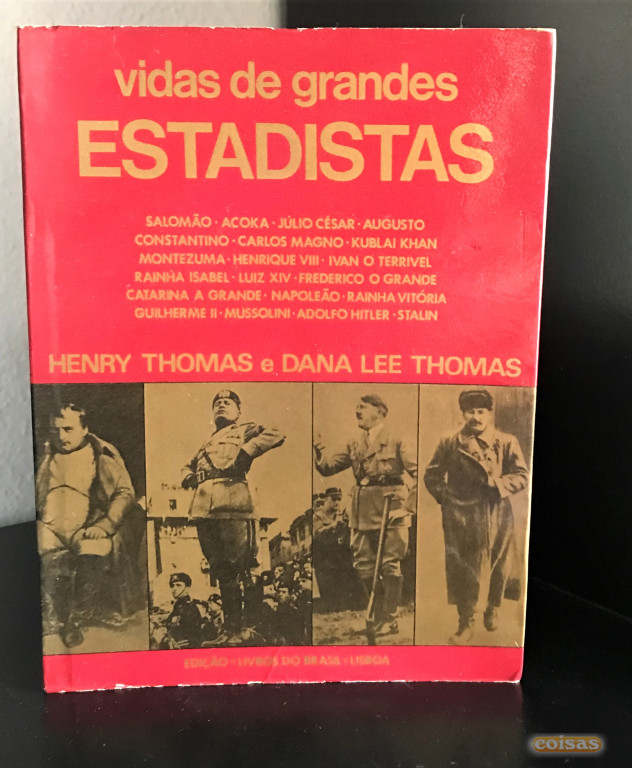 vidas de grandes
ESTADISTAS
SALOMÃO · ACOKA · JÚLIO CÉSAR · AUGUSTO
CONSTANTINO · CARLOS MAGNO · KUBLAI KHAN
MONTEZUMA · HENRIQUE VIII · IVAN O TERRIVEL
RAINHA ISABEL · LUIZ XIV · FREDERICO O GRANDE
CATARINA A GRANDE · NAPOLEÃO · RAINHA VITÓRIA
GUILHERME II · MUSSOLINI · ADOLFO HITLER · STALIN
HENRY THOMAS e DANA LEE THOMAS
EDIÇÃO · LIVROS DO BRASIL · LISBOA
coisas